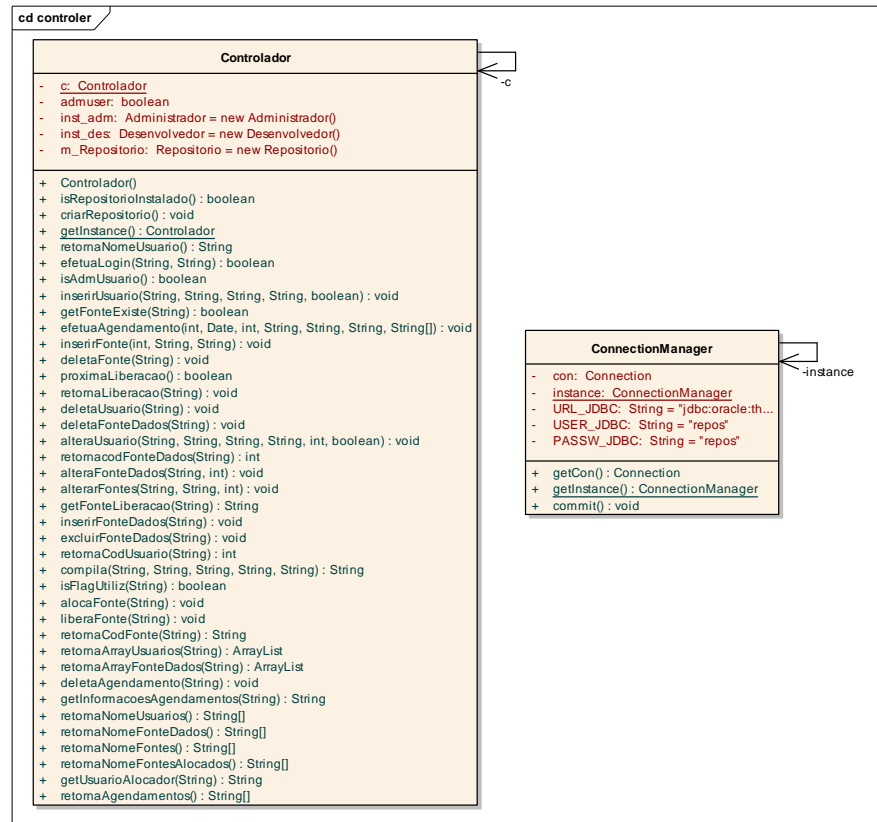 cd controler
Controlador
- c: Controlador
- admuser: boolean
- inst_adm: Administrador = new Administrador()
- inst_des: Desenvolvedor = new Desenvolvedor()
- m_Repositorio: Repositorio = new Repositorio()
+ Controlador()
+ isRepositorioInstalado() : boolean
+ criarRepositorio() : void
+ getInstance() : Controlador
+ retornaNomeUsuario() : String
+ efetuaLogin(String, String) : boolean
+ isAdmUsuario() : boolean
+ inserirUsuario(String, String, String, String, boolean) : void
+ getFonteExiste(String) : boolean
+ efetuaAgendamento(int, Date, int, String, String, String, String[]) : void
+ inserirFonte(int, String, String) : void
+ deletaFonte(String) : void
+ proximaLiberacao() : boolean
+ retornaLiberacao(String) : void
+ deletaUsuario(String) : void
+ deletaFonteDados(String) : void
+ alteraUsuario(String, String, String, String, int, boolean) : void
+ retornacodFonteDados(String) : int
+ alteraFonteDados(String, int) : void
+ alterarFontes(String, String, int) : void
+ getFonteLiberacao(String) : String
+ inserirFonteDados(String) : void
+ excluirFonteDados(String) : void
+ retornaCodUsuario(String) : int
+ compila(String, String, String, String, String) : String
+ isFlagUtiliz(String) : boolean
+ alocaFonte(String) : void
+ liberaFonte(String) : void
+ retornaCodFonte(String) : String
+ retornaArrayUsuarios(String) : ArrayList
+ retornaArrayFonteDados(String) : ArrayList
+ deletaAgendamento(String) : void
+ getInformacoesAgendamentos(String) : String
+ retornaNomeUsuarios() : String[]
+ retornaNomeFonteDados() : String[]
+ retornaNomeFontes() : String[]
+ retornaNomeFontesAlocados() : String[]
+ getUsuarioAlocador(String) : String
+ retornaAgendamentos() : String[]
-c
ConnectionManager
- con: Connection
- instance: ConnectionManager
- URL_JDBC: String = "jdbc:oracle:th...
- USER_JDBC: String = "repos"
- PASSW_JDBC: String = "repos"
+ getCon() : Connection
+ getInstance() : ConnectionManager
+ commit() : void
-instance